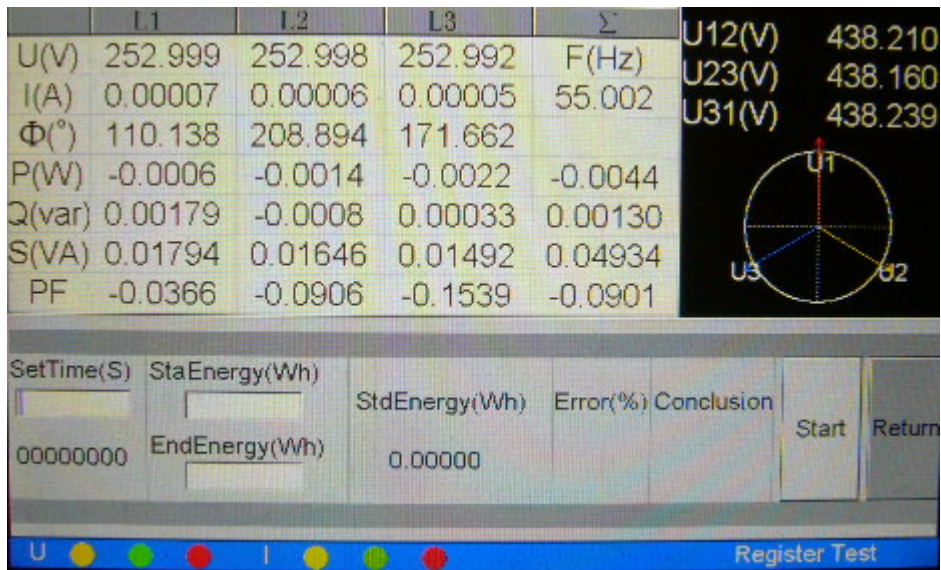 L1 L2 L3 Σ
U(V) 252.999 252.998 252.992 F(Hz)
I(A) 0.00007 0.00006 0.00005 55.002
Φ(°) 110.138 208.894 171.662
P(W) -0.0006 -0.0014 -0.0022 -0.0044
Q(var) 0.00179 -0.0008 0.00033 0.00130
S(VA) 0.01794 0.01646 0.01492 0.04934
PF -0.0366 -0.0906 -0.1539 -0.0901
U12(V) 438.210
U23(V) 438.160
U31(V) 438.239
U1
U3 U2
SetTime(S) StaEnergy(Wh)
StdEnergy(Wh) Error(%) Conclusion
Start Return
00000000 EndEnergy(Wh) 0.00000
U I Register Test